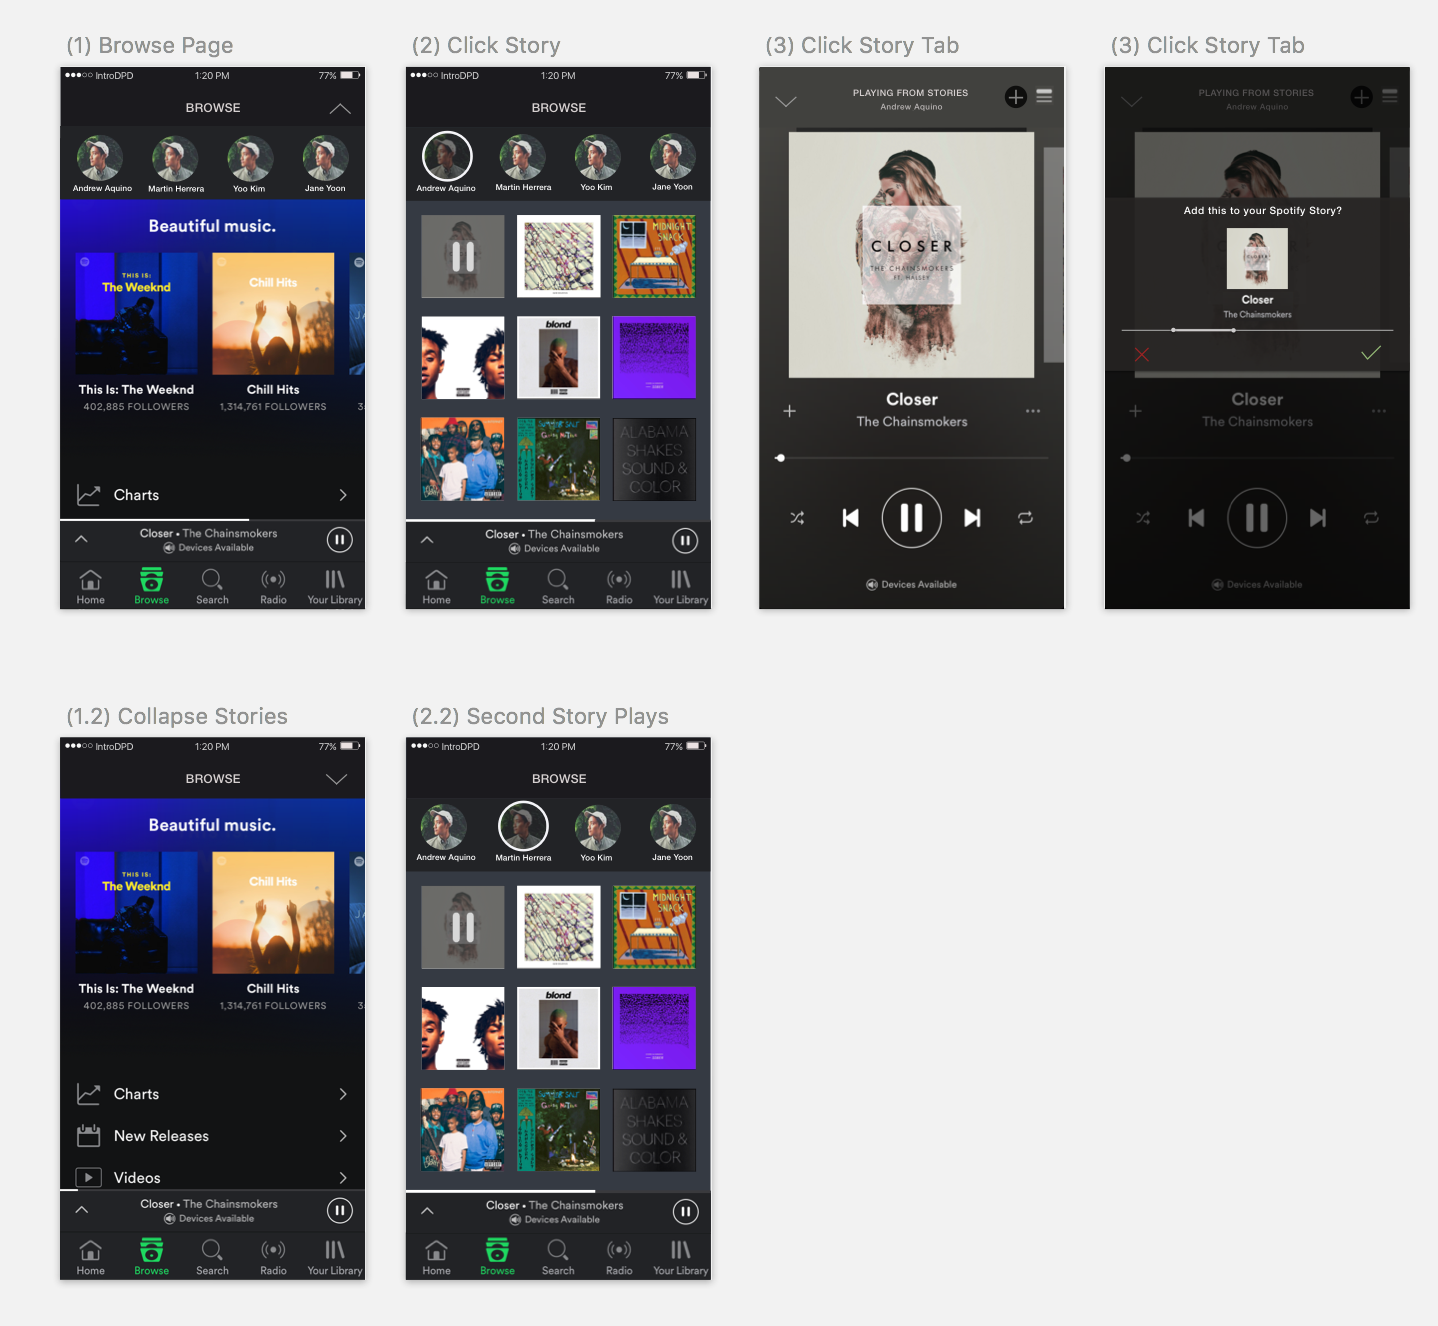 (1) Browse Page
●●●○○ IntroDPD 1:20 PM 77%
BROWSE
Andrew Aquino Martin Herrera Yoo Kim Jane Yoon
Beautiful music.
THIS IS:
The Weeknd
Chill Hits
This Is: The Weeknd Chill Hits
402,885 FOLLOWERS 1,314,761 FOLLOWERS 3
Charts
Closer • The Chainsmokers
Devices Available
Home Browse Search Radio Your Library
(2) Click Story
●●●○○ IntroDPD 1:20 PM 77%
BROWSE
Andrew Aquino Martin Herrera Yoo Kim Jane Yoon
MIDNIGHT
SNACK
blond
ALABAMA
SHAKES
SOUND &
COLOR
Closer • The Chainsmokers
Devices Available
Home Browse Search Radio Your Library
(3) Click Story Tab
PLAYING FROM STORIES
Andrew Aquino
CLOSER
THE CHAINSMOKERS
FT. HALSEY
Closer
The Chainsmokers
Devices Available
(3) Click Story Tab
PLAYING FROM STORIES
Andrew Aquino
Add this to your Spotify Story?
Closer
The Chainsmokers
Closer
The Chainsmokers
Devices Available
(1.2) Collapse Stories
●●●○○ IntroDPD 1:20 PM 77%
BROWSE
Beautiful music.
THIS IS:
The Weeknd
Chill Hits
This Is: The Weeknd Chill Hits
402,885 FOLLOWERS 1,314,761 FOLLOWERS 3
Charts
New Releases
Videos
Closer • The Chainsmokers
Devices Available
Home Browse Search Radio Your Library
(2.2) Second Story Plays
●●●○○ IntroDPD 1:20 PM 77%
BROWSE
Andrew Aquino Martin Herrera Yoo Kim Jane Yoon
MIDNIGHT
SNACK
blond
ALABAMA
SHAKES
SOUND &
COLOR
Closer • The Chainsmokers
Devices Available
Home Browse Search Radio Your Library